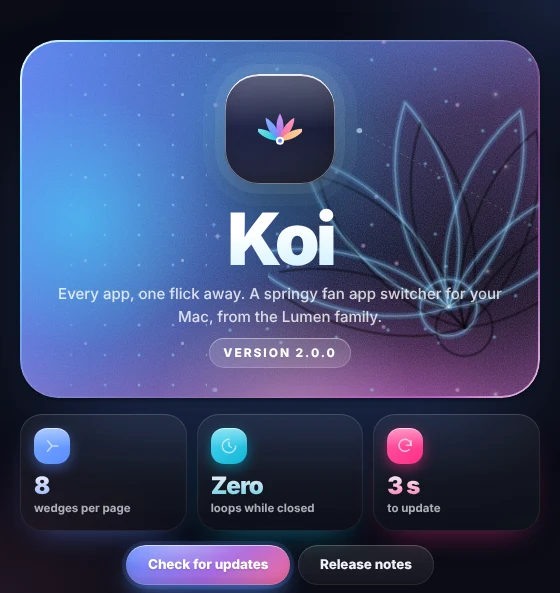 Koi
Every app, one flick away. A springy fan app switcher for your
Mac, from the Lumen family.
VERSION 2.0.0
8
wedges per page
Zero
loops while closed
3 s
to update
Check for updates
Release notes